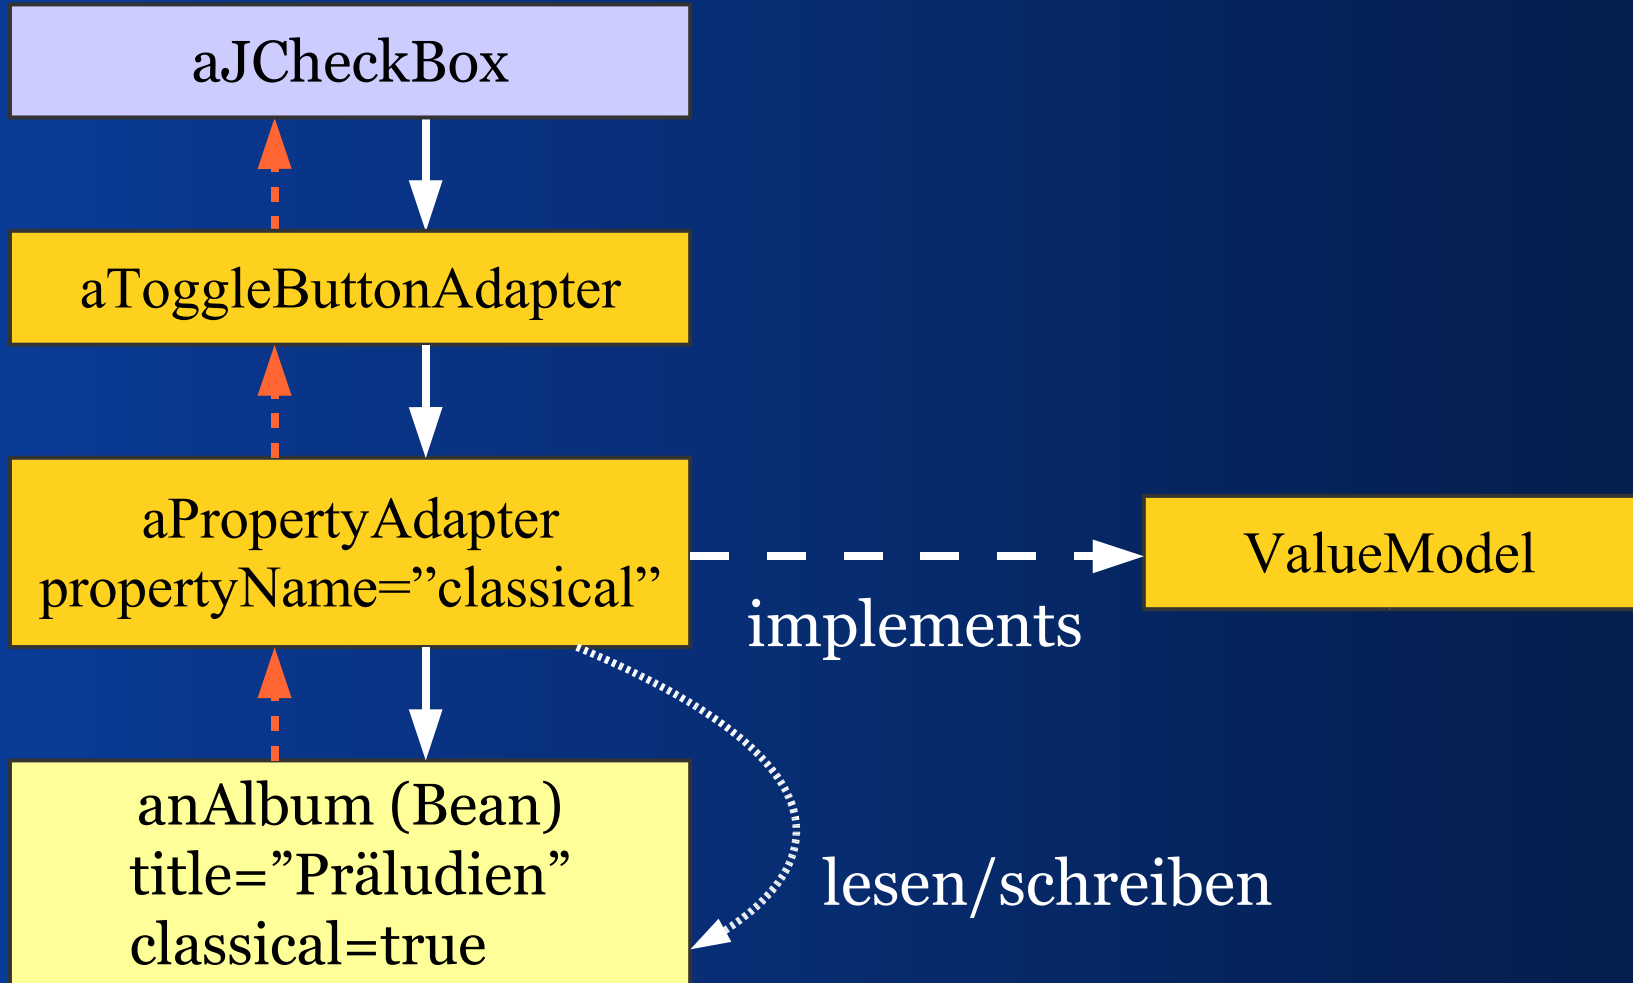 aJCheckBox
aToggleButtonAdapter
aPropertyAdapter
propertyName=”classical”
ValueModel
implements
anAlbum (Bean)
title=”Präludien”
classical=true
lesen/schreiben